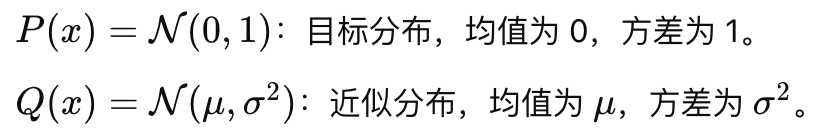 P(x) = 𝒩(0, 1)：目标分布，均值为 0，方差为 1。
Q(x) = 𝒩(μ, σ²)：近似分布，均值为 μ，方差为 σ²。